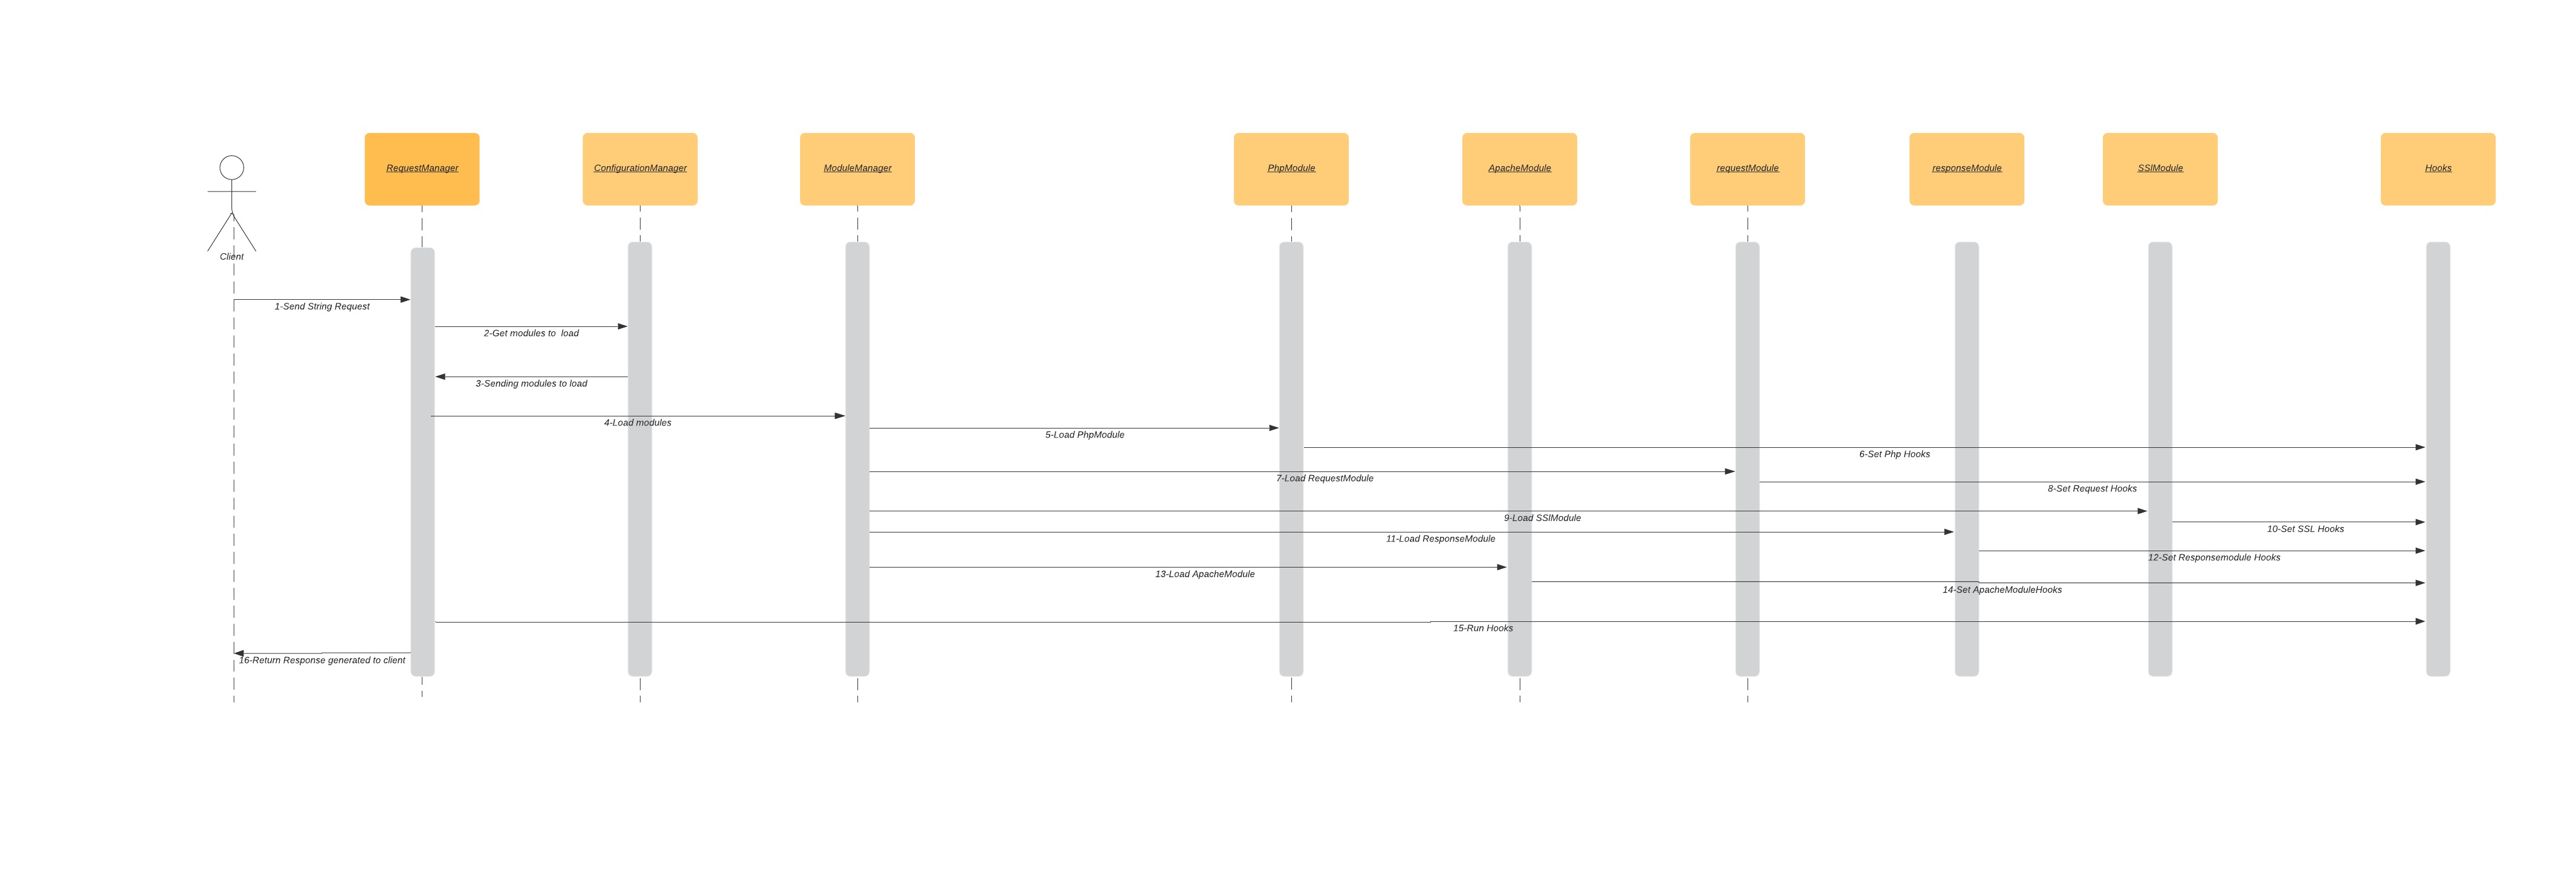 RequestManager
ConfigurationManager
ModuleManager
PhpModule
ApacheModule
requestModule
responseModule
SSlModule
Hooks
Client
1-Send String Request
2-Get modules to  load
3-Sending modules to load
4-Load modules
5-Load PhpModule
6-Set Php Hooks
7-Load RequestModule
8-Set Request Hooks
9-Load SSlModule
10-Set SSL Hooks
11-Load ResponseModule
12-Set Responsemodule Hooks
13-Load ApacheModule
14-Set ApacheModuleHooks
15-Run Hooks
16-Return Response generated to client